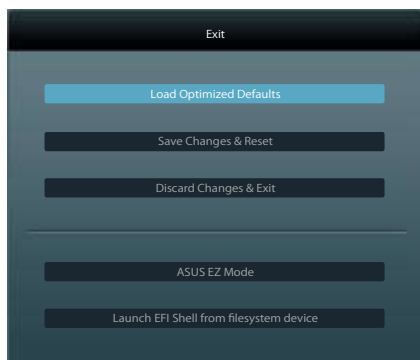 Exit
Load Optimized Defaults
Save Changes & Reset
Discard Changes & Exit
ASUS EZ Mode
Launch EFI Shell from filesystem device